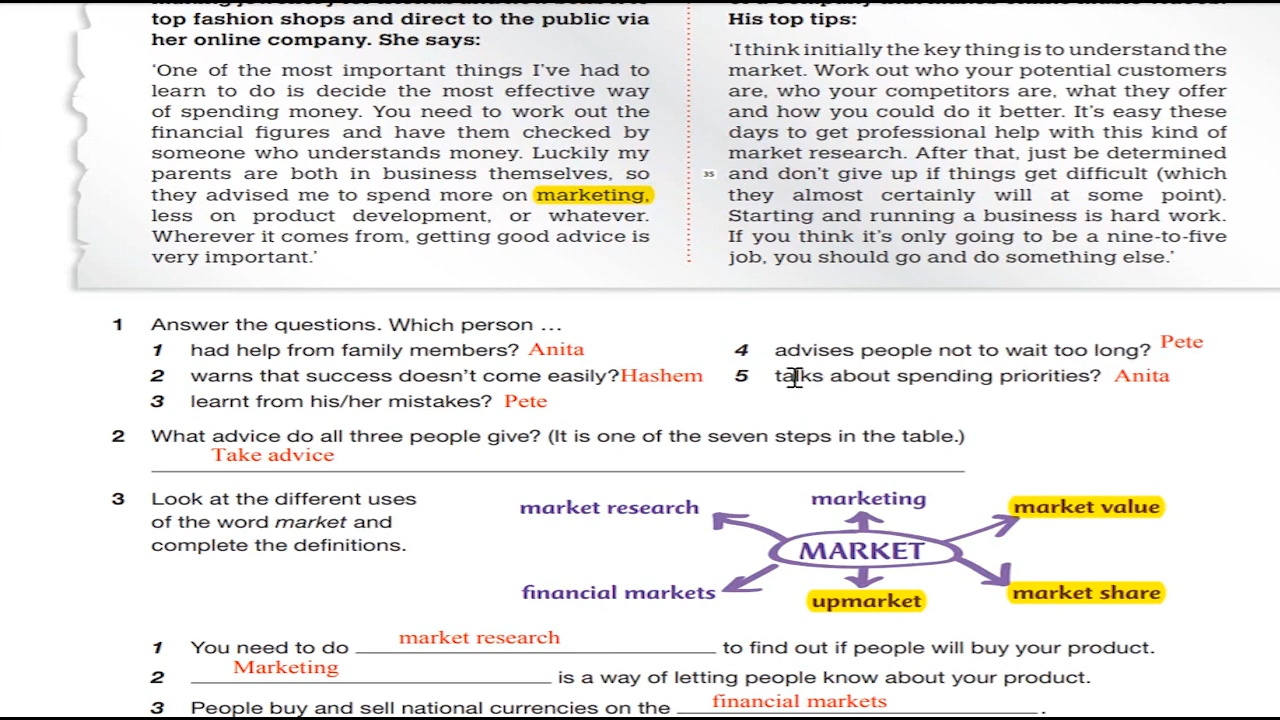 top fashion shops and direct to the public via
her online company. She says:
'One of the most important things I've had to
learn to do is decide the most effective way
of spending money. You need to work out the
financial figures and have them checked by
someone who understands money. Luckily my
parents are both in business themselves, so
they advised me to spend more on marketing,
less on product development, or whatever.
Wherever it comes from, getting good advice is
very important.'
His top tips:
'I think initially the key thing is to understand the
market. Work out who your potential customers
are, who your competitors are, what they offer
and how you could do it better. It's easy these
days to get professional help with this kind of
market research. After that, just be determined
35 and don't give up if things get difficult (which
they almost certainly will at some point).
Starting and running a business is hard work.
If you think it's only going to be a nine-to-five
job, you should go and do something else.'
1 Answer the questions. Which person ...
1 had help from family members? Anita
2 warns that success doesn't come easily? Hashem
3 learnt from his/her mistakes? Pete
4 advises people not to wait too long? Pete
5 talks about spending priorities? Anita
2 What advice do all three people give? (It is one of the seven steps in the table.)
Take advice
3 Look at the different uses
of the word market and
complete the definitions.
market research
marketing
market value
MARKET
financial markets
upmarket
market share
1 You need to do market research to find out if people will buy your product.
2 Marketing is a way of letting people know about your product.
3 People buy and sell national currencies on the financial markets.